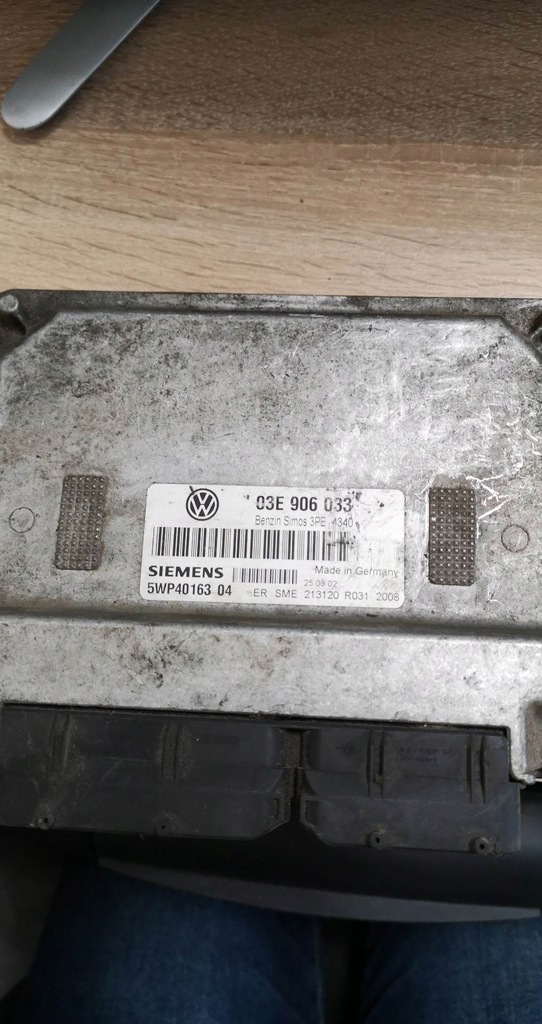 03E 906 033
Benzin Simos 3PE 4340
Made in Germany
SIEMENS
25.03.02
5WP40163 04
ER SME 213120 R031 2008